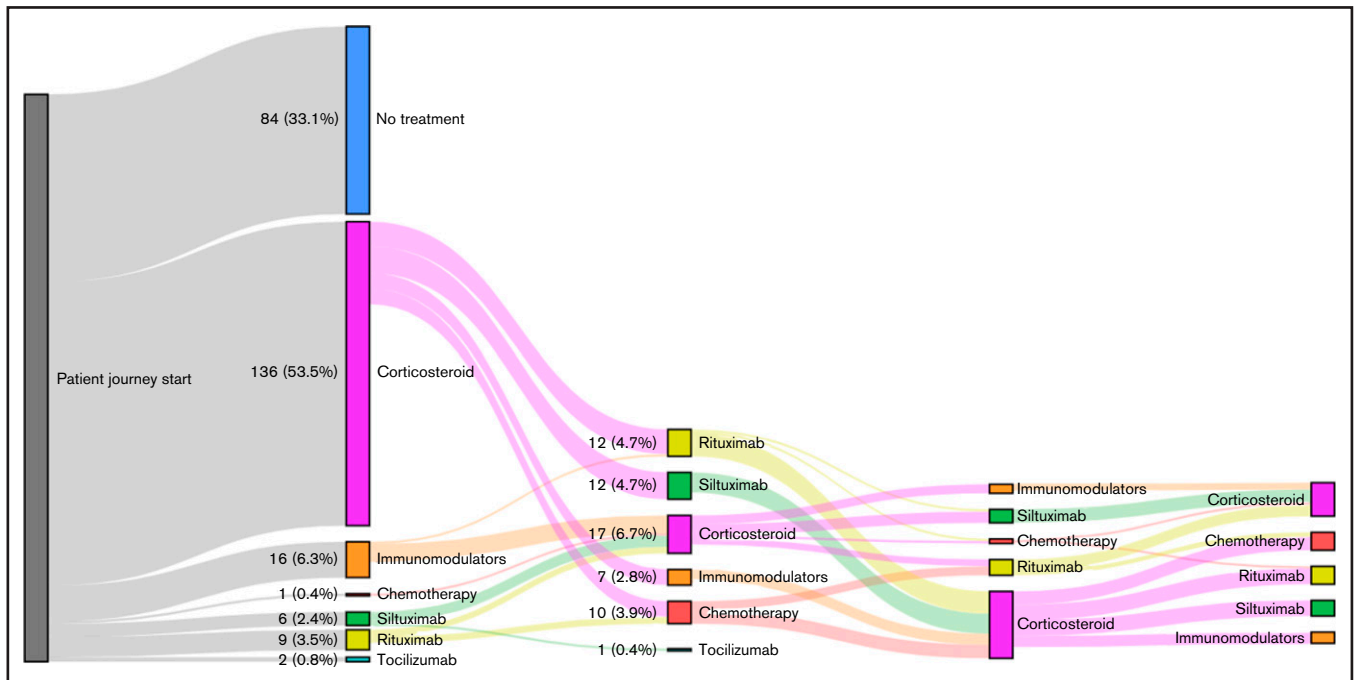 Patient journey start
84 (33.1%) No treatment
136 (53.5%) Corticosteroid
16 (6.3%) Immunomodulators
1 (0.4%) Chemotherapy
6 (2.4%) Siltuximab
9 (3.5%) Rituximab
2 (0.8%) Tocilizumab
12 (4.7%) Rituximab
12 (4.7%) Siltuximab
17 (6.7%) Corticosteroid
7 (2.8%) Immunomodulators
10 (3.9%) Chemotherapy
1 (0.4%) Tocilizumab
Immunomodulators
Siltuximab
Chemotherapy
Rituximab
Corticosteroid
Corticosteroid
Chemotherapy
Rituximab
Siltuximab
Immunomodulators